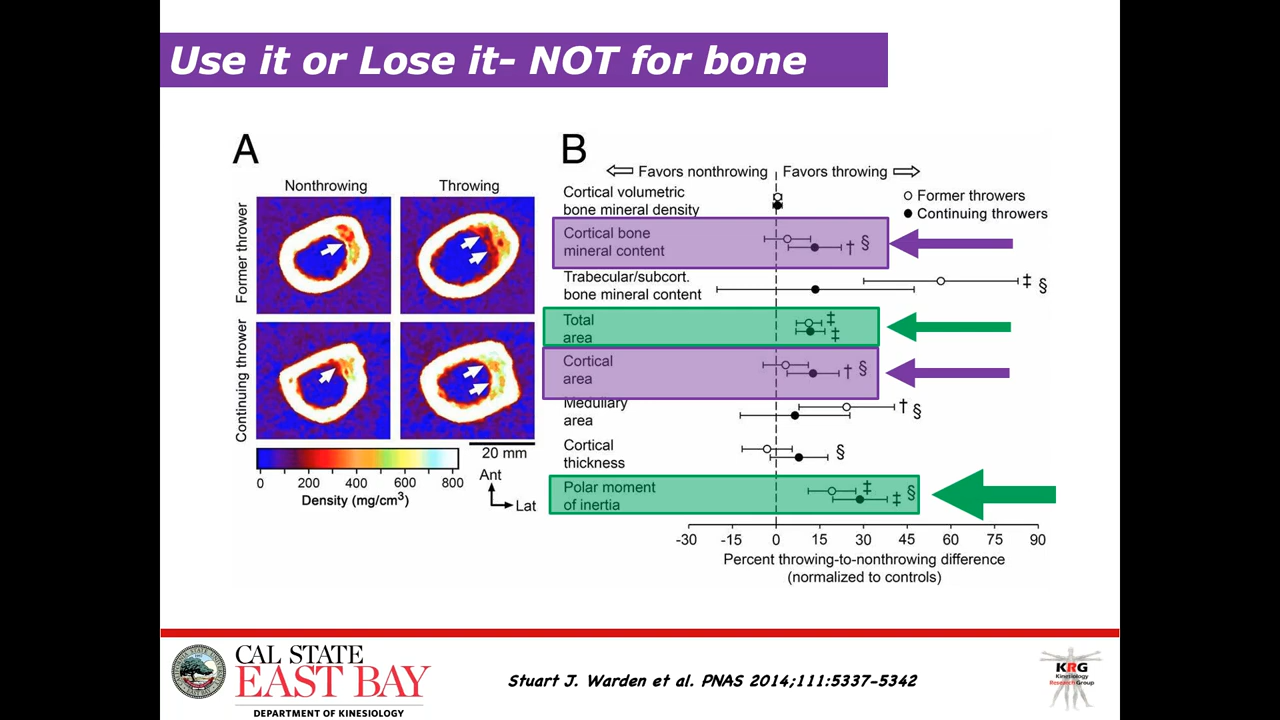 Use it or Lose it- NOT for bone
A
B
Favors nonthrowing
Favors throwing
Nonthrowing
Throwing
Former thrower
Continuing thrower
Cortical volumetric
bone mineral density
Former throwers
Continuing throwers
Cortical bone
mineral content
† §
Trabecular/subcort.
bone mineral content
‡ §
Total
area
‡
‡
Cortical
area
† §
Medullary
area
† §
Cortical
thickness
§
Polar moment
of inertia
‡ §
‡
20 mm
0 200 400 600 800
Density (mg/cm³)
Ant
Lat
-30 -15 0 15 30 45 60 75 90
Percent throwing-to-nonthrowing difference
(normalized to controls)
CAL STATE
EAST BAY
DEPARTMENT OF KINESIOLOGY
Stuart J. Warden et al. PNAS 2014;111:5337-5342
KRG
Kinesiology
Research Group